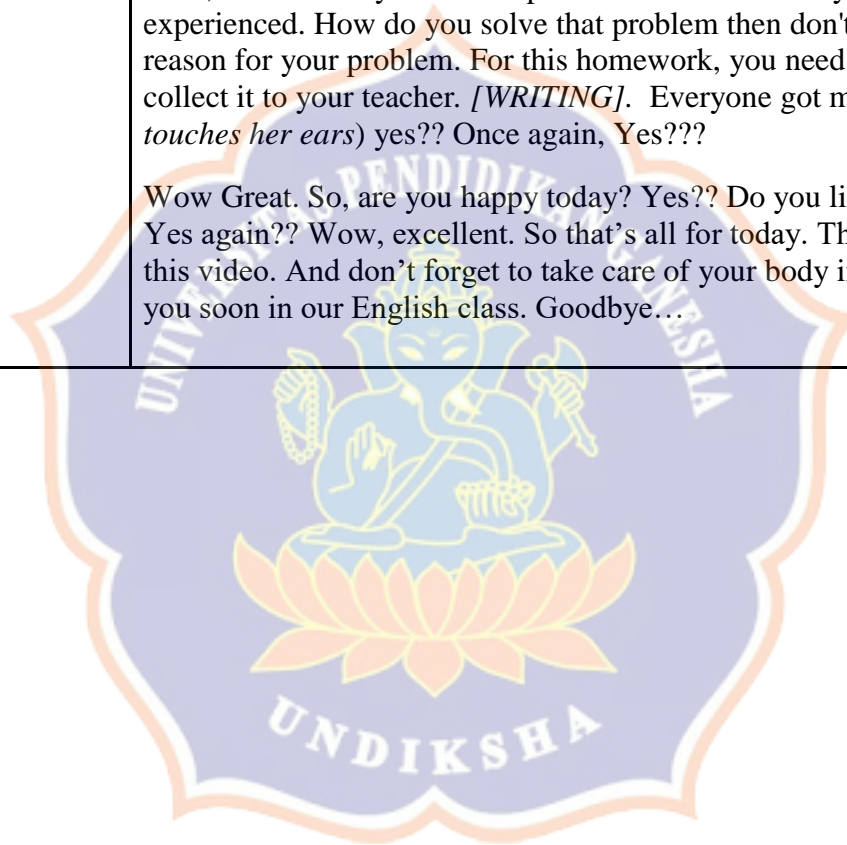 experienced. How do you solve that problem then don't
reason for your problem. For this homework, you need
collect it to your teacher. [WRITING]. Everyone got m
touches her ears) yes?? Once again, Yes???
Wow Great. So, are you happy today? Yes?? Do you li
Yes again?? Wow, excellent. So that’s all for today. Th
this video. And don’t forget to take care of your body i
you soon in our English class. Goodbye…
UNIVERSITAS PENDIDIKAN GANESHA
UNDIKSHA